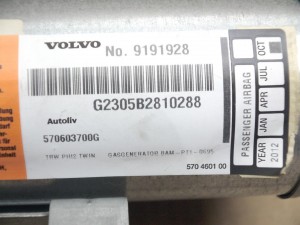 VOLVO No. 9191928
G2305B2810288
Autoliv
570603700G
570 4601 00
PASSENGER AIRBAG
YEAR JAN APR JUL OCT
2012